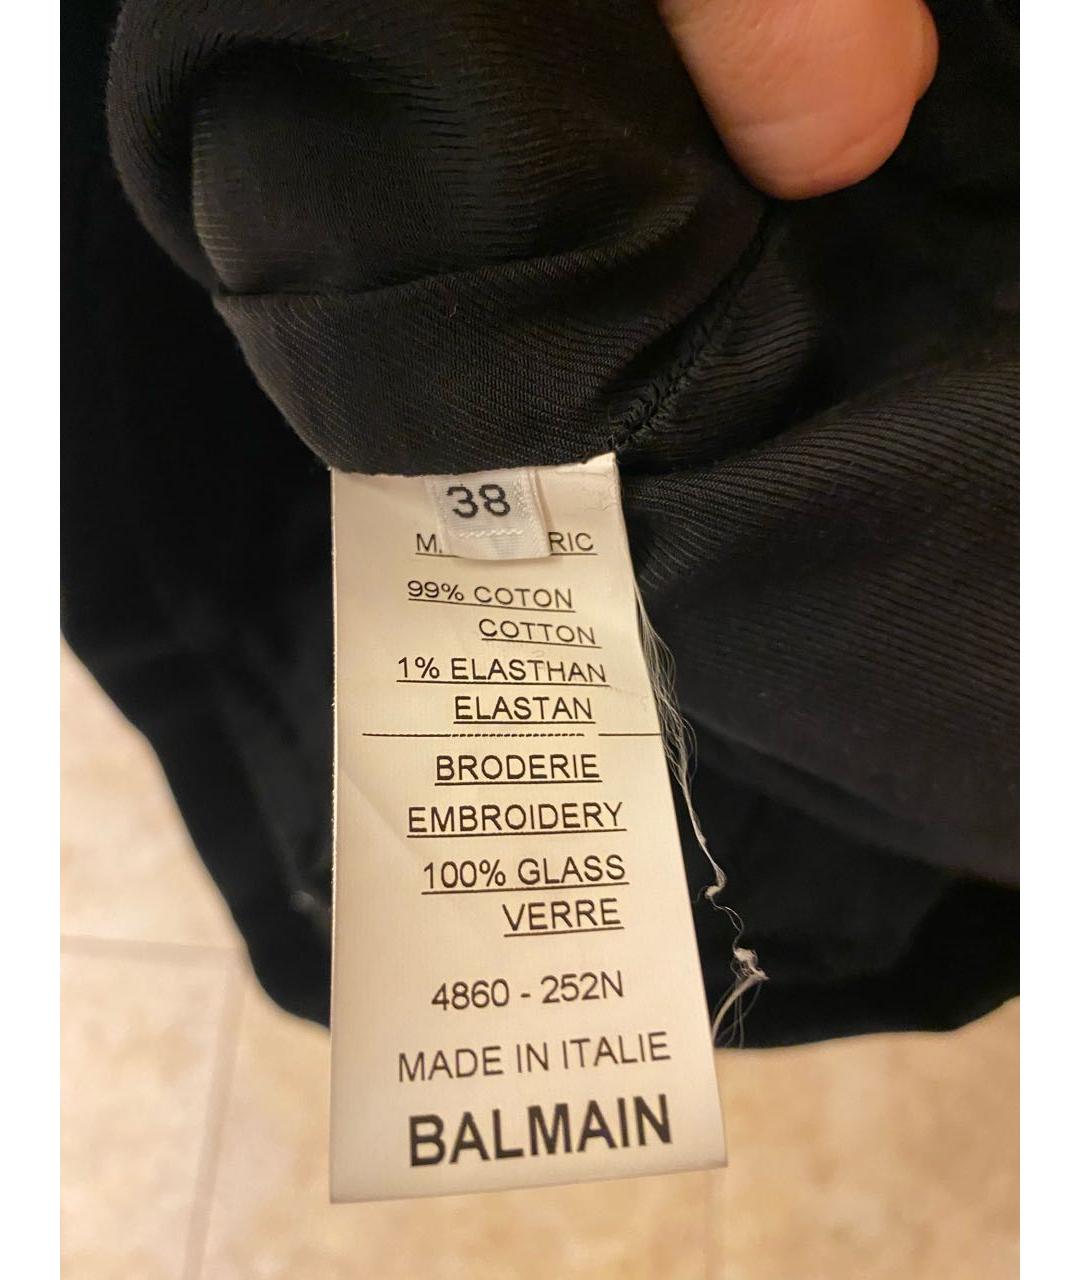 38
99% COTON
COTTON
1% ELASTHAN
ELASTAN
BRODERIE
EMBROIDERY
100% GLASS
VERRE
4860 - 252N
MADE IN ITALIE
BALMAIN